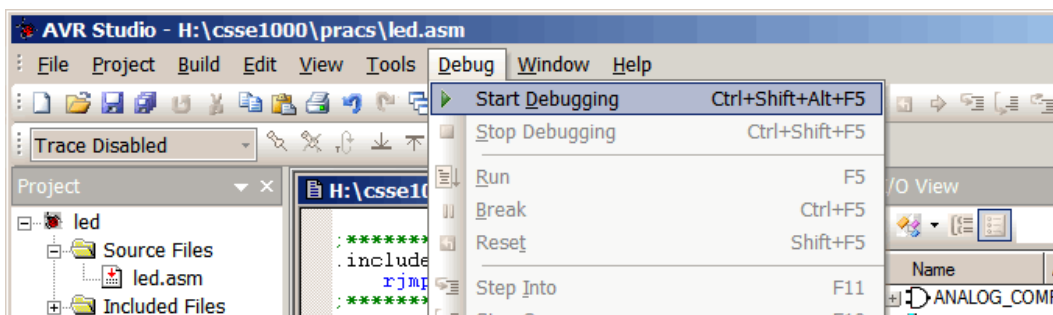 AVR Studio - H:\csse1000\pracs\led.asm
File Project Build Edit View Tools Debug Window Help
Start Debugging Ctrl+Shift+Alt+F5
Trace Disabled
Stop Debugging Ctrl+Shift+F5
Project
H:\csse10
Run F5
/O View
led
Break Ctrl+F5
Source Files
;*******
.include
Reset Shift+F5
led.asm
rjmp
Step Into F11
Name
Included Files
;*******
ANALOG_COMP